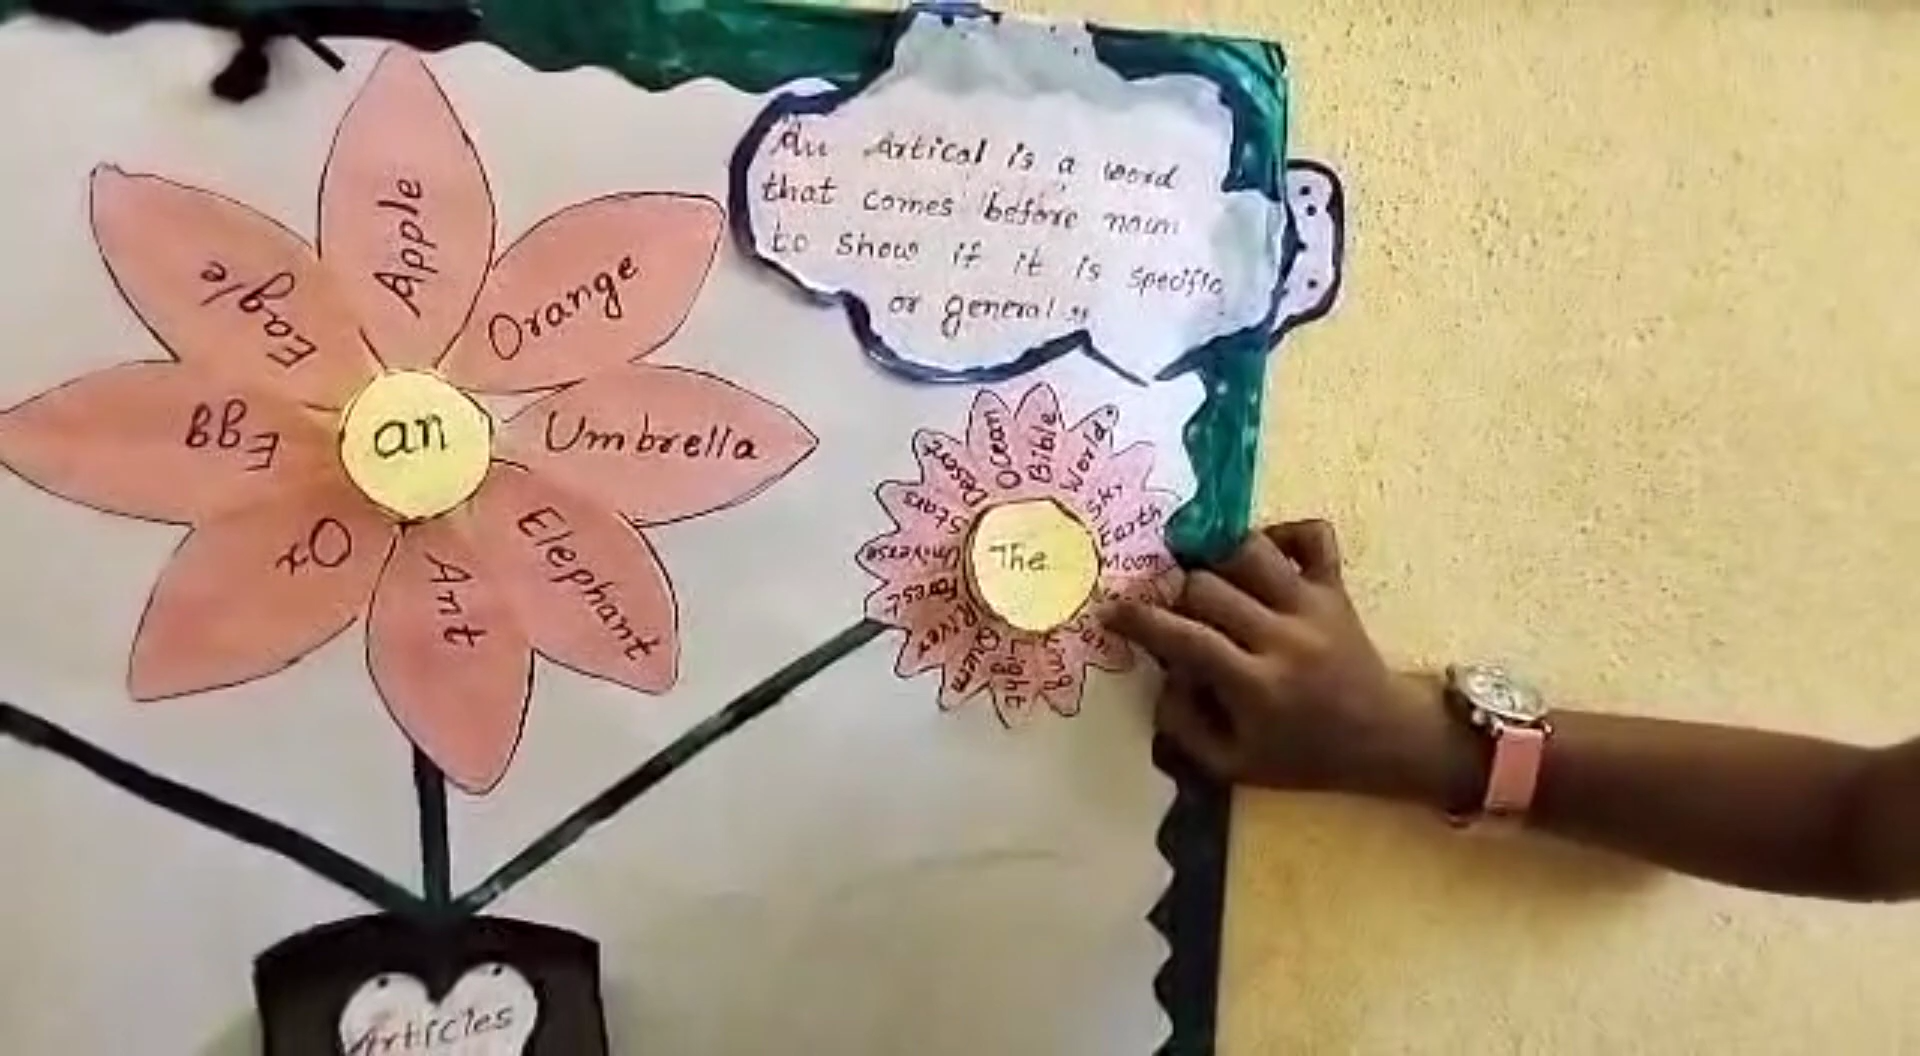 An Artical is a word
that comes before noun
to show if it is specific
or general ”
an
Apple
Orange
Umbrella
Elephant
Ant
Ox
Egg
Eagle
The
Ocean
Bible
World
Sky
Earth
Moon
King
Light
Quern
River
Forest
Universe
Stars
Desert
Articles